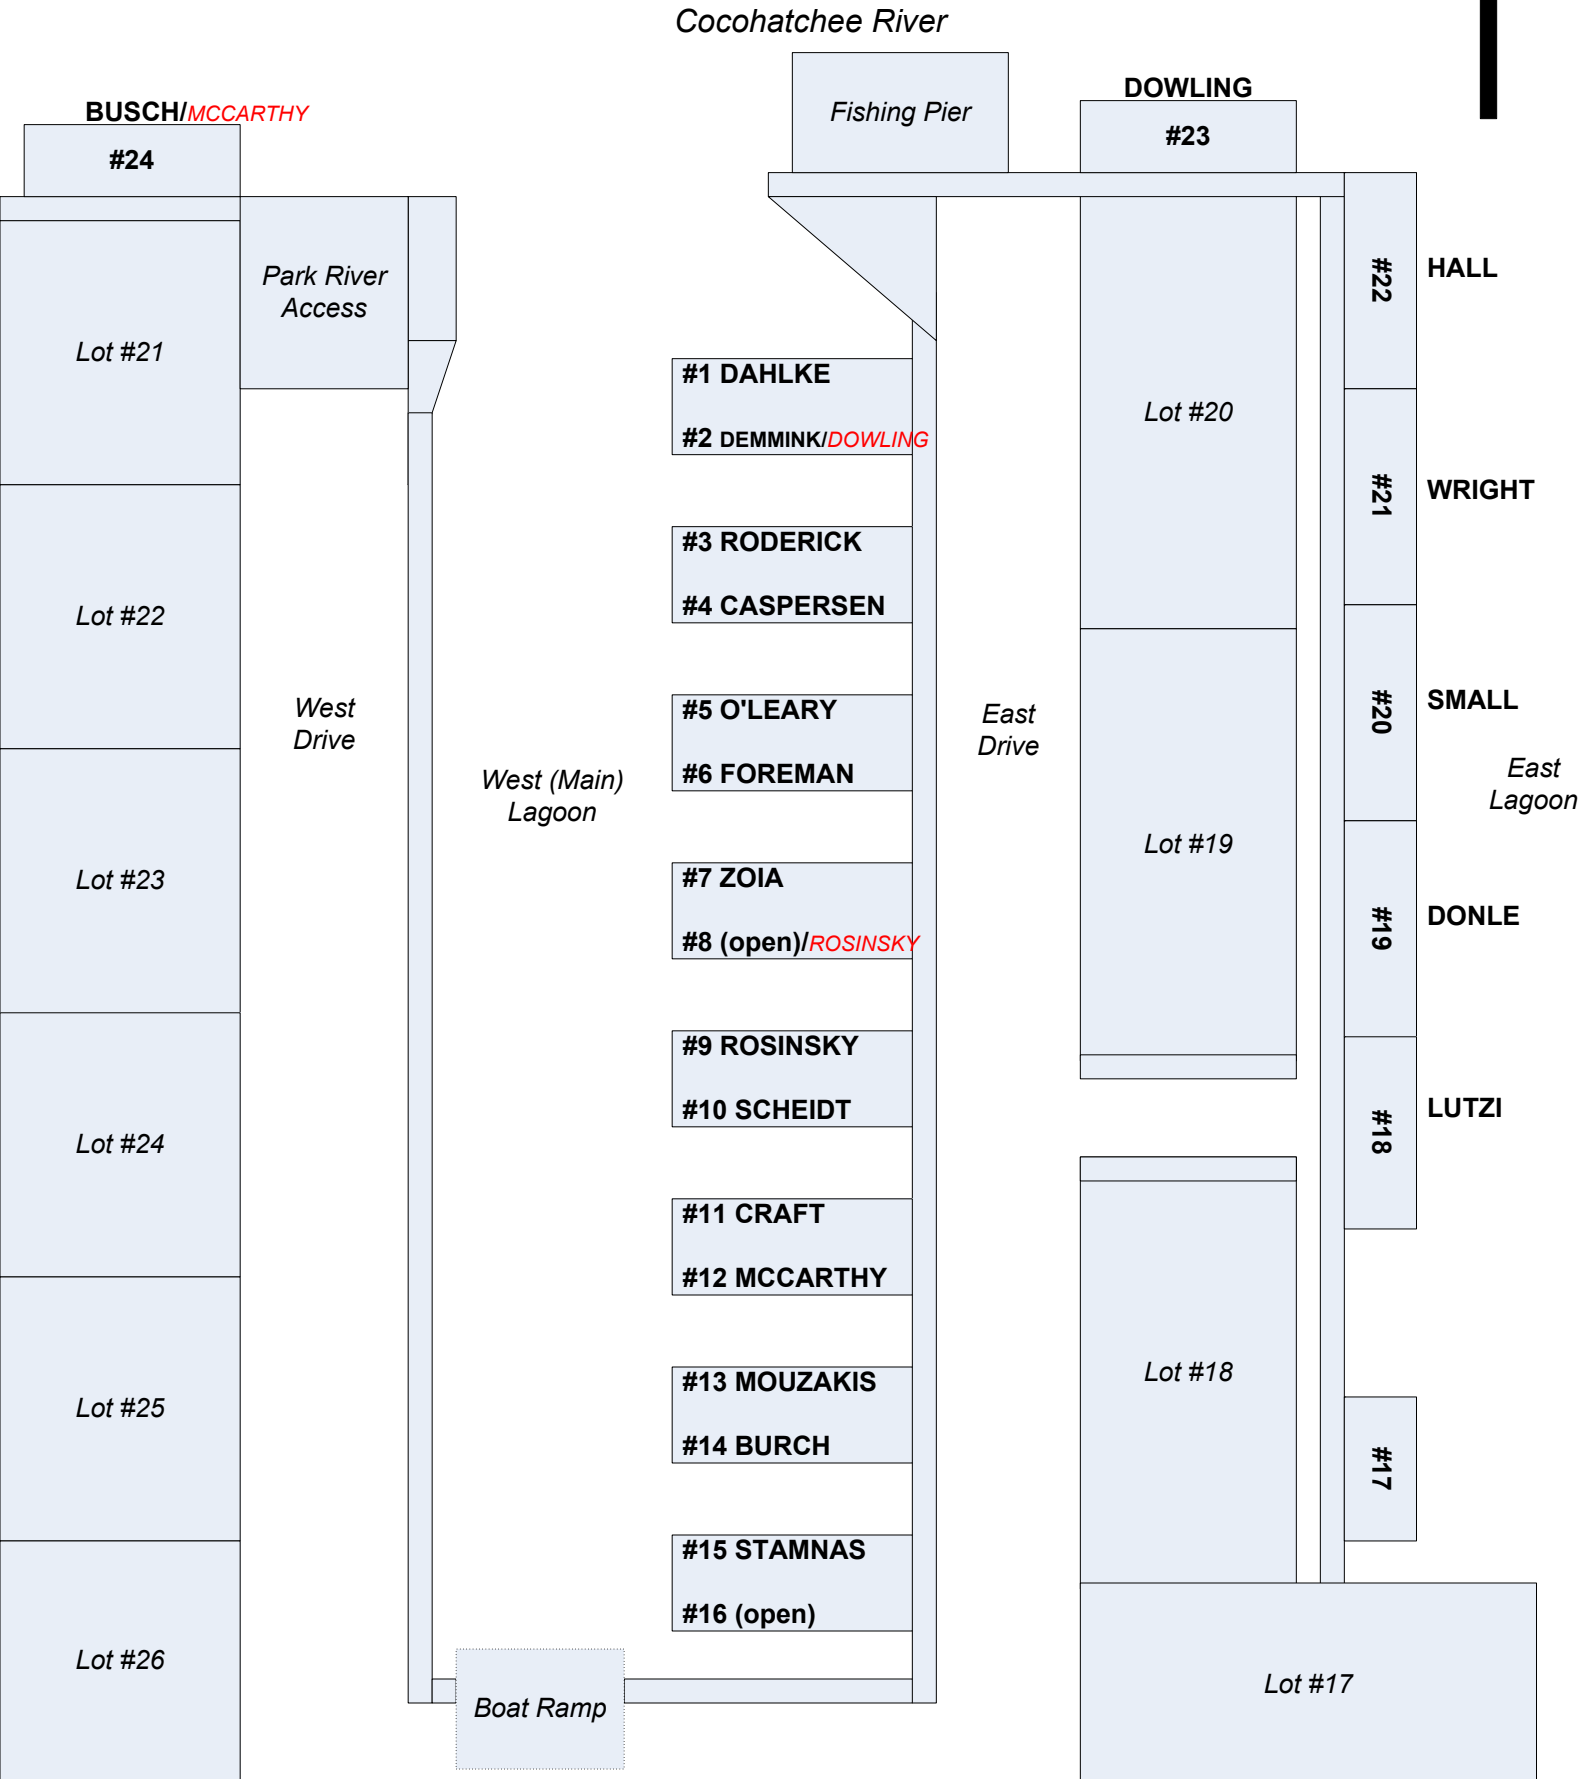 Cocohatchee River
BUSCH/MCCARTHY
#24
Fishing Pier
DOWLING
#23
Park River
Access
Lot #21
Lot #22
Lot #23
Lot #24
Lot #25
Lot #26
West
Drive
West (Main)
Lagoon
Boat Ramp
#1 DAHLKE
#2 DEMMINK/DOWLING
#3 RODERICK
#4 CASPERSEN
#5 O'LEARY
#6 FOREMAN
#7 ZOIA
#8 (open)/ROSINSKY
#9 ROSINSKY
#10 SCHEIDT
#11 CRAFT
#12 MCCARTHY
#13 MOUZAKIS
#14 BURCH
#15 STAMNAS
#16 (open)
East
Drive
Lot #20
Lot #19
Lot #18
Lot #17
#22
HALL
#21
WRIGHT
#20
SMALL
East
Lagoon
#19
DONLE
#18
LUTZI
#17